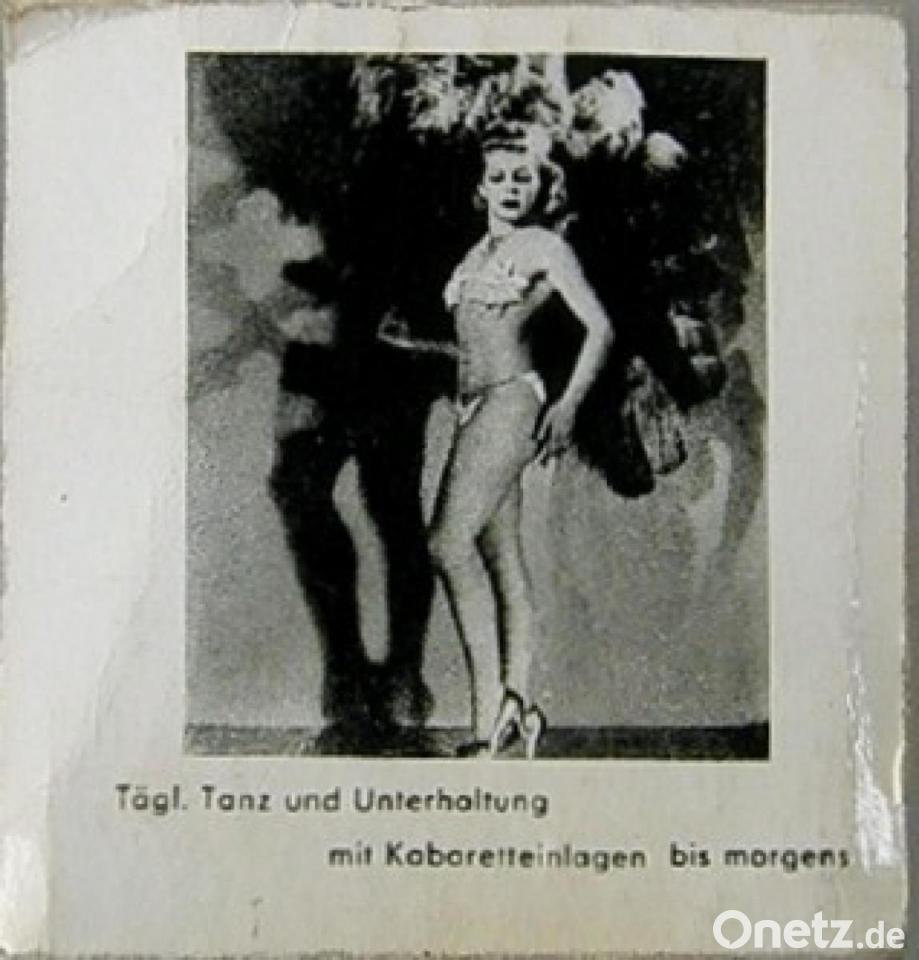 Tägl. Tanz und Unterhaltung
mit Kabaretteinlagen bis morgens
Onetz.de